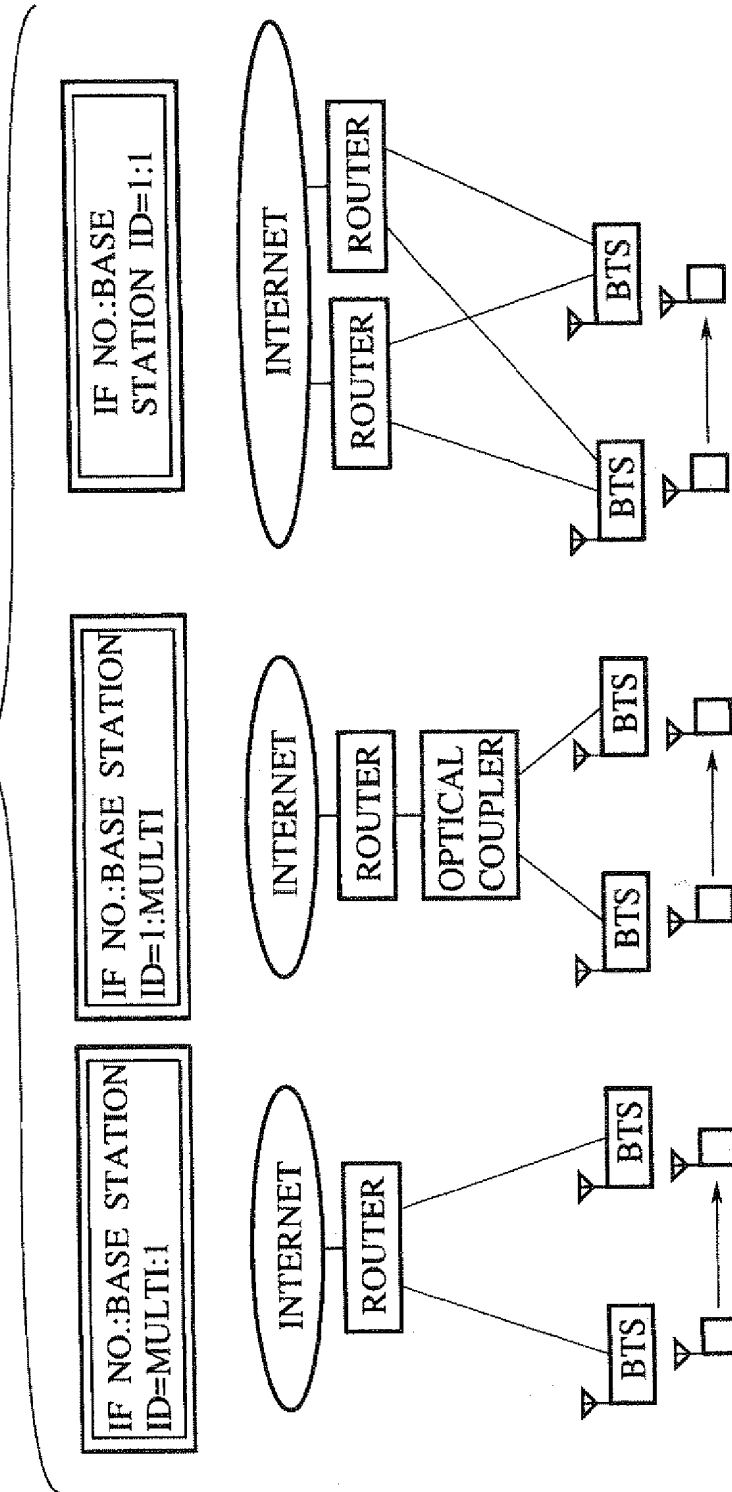 IF NO.:BASE STATION
ID=MULTI:1
INTERNET
ROUTER
BTS
BTS
IF NO.:BASE STATION
ID=1:MULTI
INTERNET
ROUTER
OPTICAL
COUPLER
BTS
BTS
IF NO.:BASE
STATION ID=1:1
INTERNET
ROUTER
ROUTER
BTS
BTS